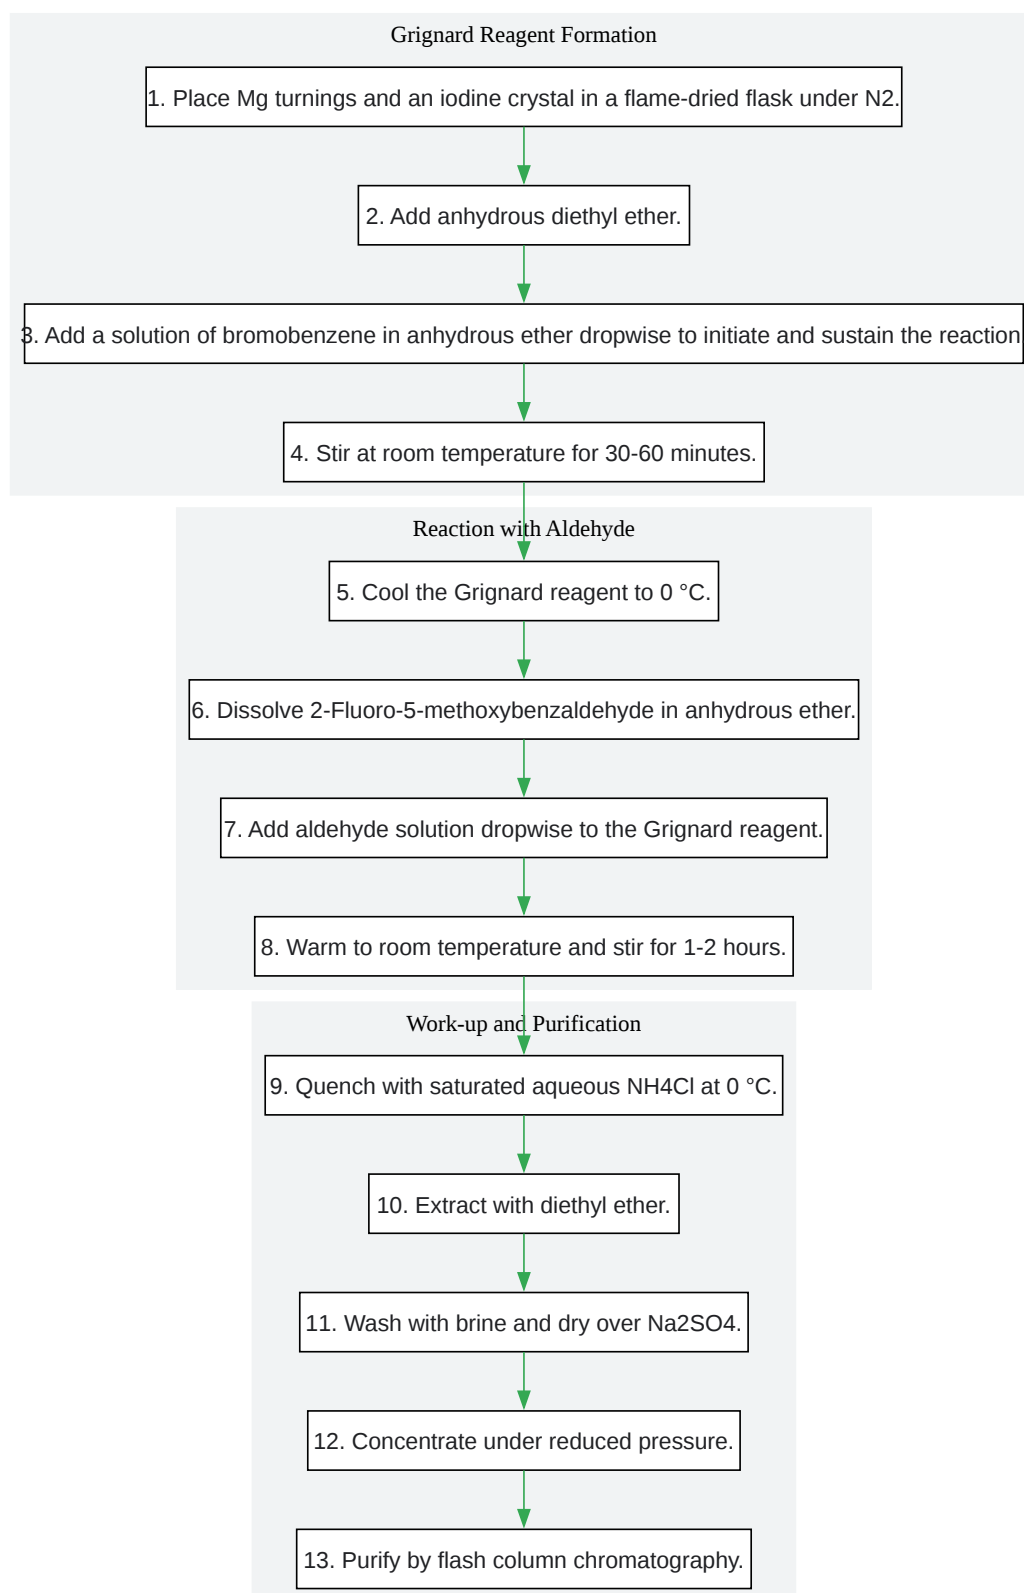 Grignard Reagent Formation
1. Place Mg turnings and an iodine crystal in a flame-dried flask under N2.
2. Add anhydrous diethyl ether.
3. Add a solution of bromobenzene in anhydrous ether dropwise to initiate and sustain the reaction
4. Stir at room temperature for 30-60 minutes.
Reaction with Aldehyde
5. Cool the Grignard reagent to 0 °C.
6. Dissolve 2-Fluoro-5-methoxybenzaldehyde in anhydrous ether.
7. Add aldehyde solution dropwise to the Grignard reagent.
8. Warm to room temperature and stir for 1-2 hours.
Work-up and Purification
9. Quench with saturated aqueous NH4Cl at 0 °C.
10. Extract with diethyl ether.
11. Wash with brine and dry over Na2SO4.
12. Concentrate under reduced pressure.
13. Purify by flash column chromatography.